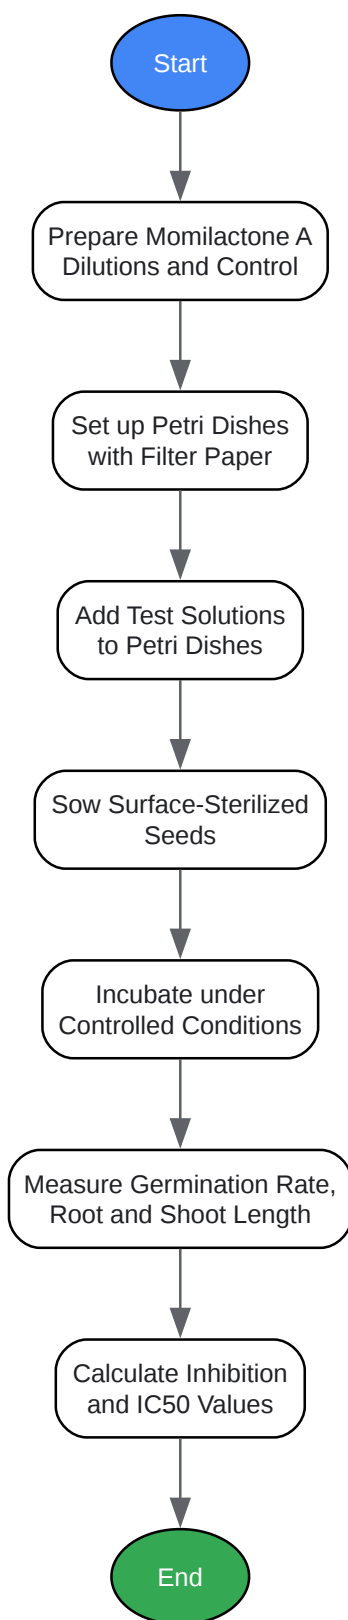 Start
Prepare Momilactone A
Dilutions and Control
Set up Petri Dishes
with Filter Paper
Add Test Solutions
to Petri Dishes
Sow Surface-Sterilized
Seeds
Incubate under
Controlled Conditions
Measure Germination Rate,
Root and Shoot Length
Calculate Inhibition
and IC50 Values
End